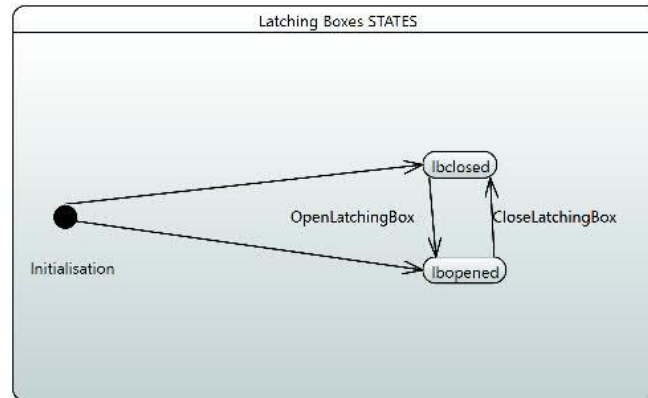 Latching Boxes STATES
lbclosed
OpenLatchingBox
CloseLatchingBox
Initialisation
lbopened